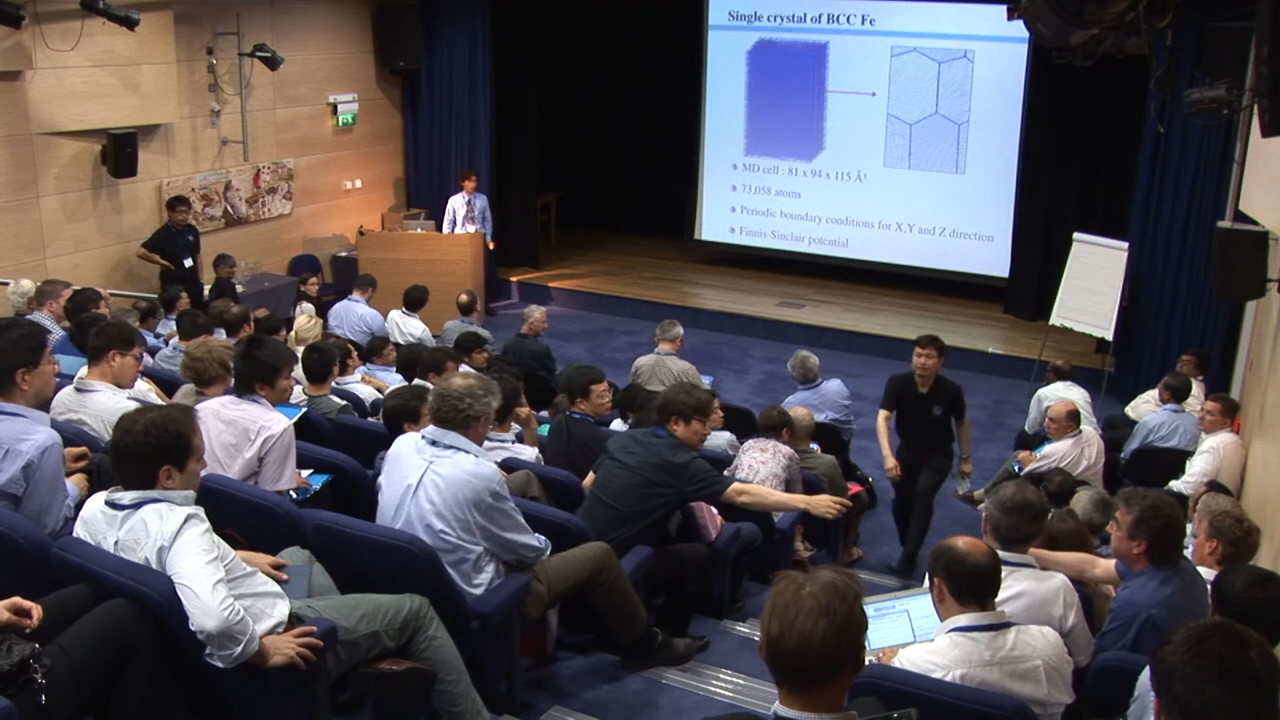 Single crystal of BCC Fe
MD cell : 81 x 94 x 115 Å³
73,058 atoms
Periodic boundary conditions for X,Y and Z direction
Finnis-Sinclair potential